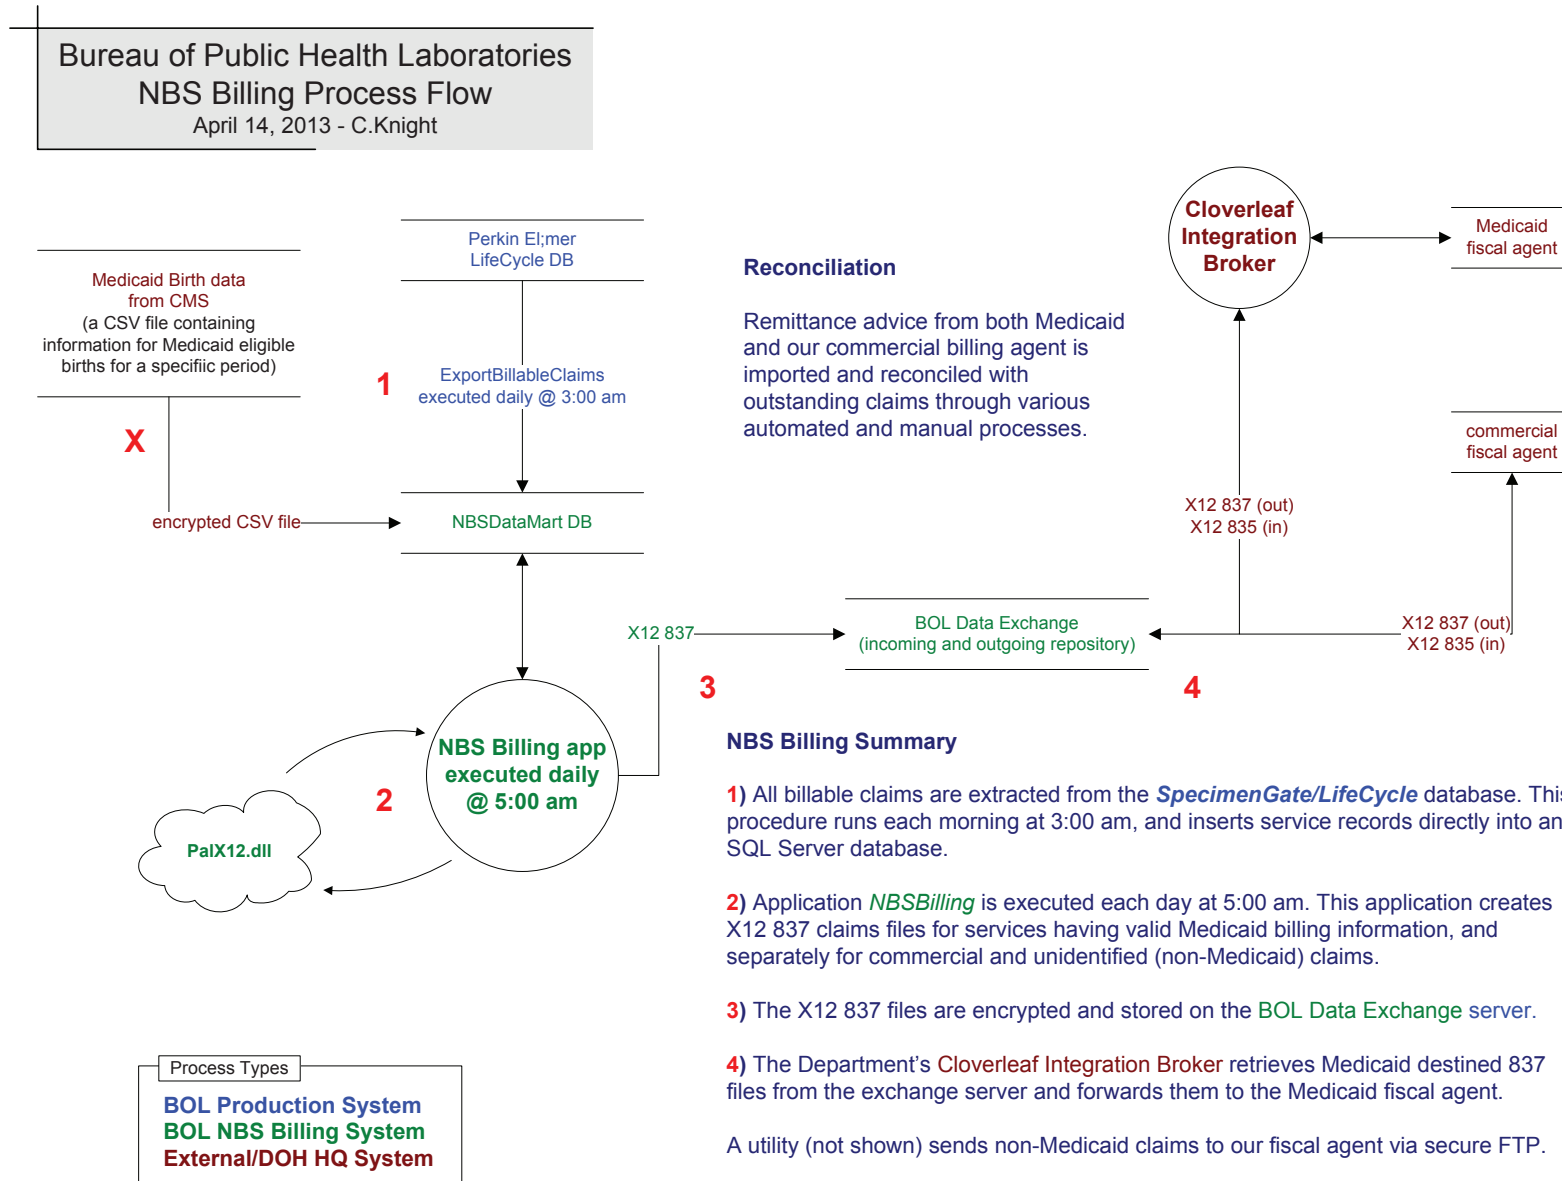 Bureau of Public Health Laboratories
NBS Billing Process Flow
April 14, 2013 - C.Knight
Medicaid Birth data
from CMS
(a CSV file containing
information for Medicaid eligible
births for a specifiic period)
X
encrypted CSV file
Perkin El;mer
LifeCycle DB
1
ExportBillableClaims
executed daily @ 3:00 am
NBSDataMart DB
Reconciliation
Remittance advice from both Medicaid
and our commercial billing agent is
imported and reconciled with
outstanding claims through various
automated and manual processes.
Cloverleaf
Integration
Broker
Medicaid
fiscal agent
commercial
fiscal agent
X12 837 (out)
X12 835 (in)
X12 837
BOL Data Exchange
(incoming and outgoing repository)
X12 837 (out)
X12 835 (in)
3
4
NBS Billing app
executed daily
@ 5:00 am
2
PalX12.dll
NBS Billing Summary
1) All billable claims are extracted from the SpecimenGate/LifeCycle database. This
procedure runs each morning at 3:00 am, and inserts service records directly into an
SQL Server database.
2) Application NBSBilling is executed each day at 5:00 am. This application creates
X12 837 claims files for services having valid Medicaid billing information, and
separately for commercial and unidentified (non-Medicaid) claims.
3) The X12 837 files are encrypted and stored on the BOL Data Exchange server.
4) The Department's Cloverleaf Integration Broker retrieves Medicaid destined 837
files from the exchange server and forwards them to the Medicaid fiscal agent.
A utility (not shown) sends non-Medicaid claims to our fiscal agent via secure FTP.
Process Types
BOL Production System
BOL NBS Billing System
External/DOH HQ System